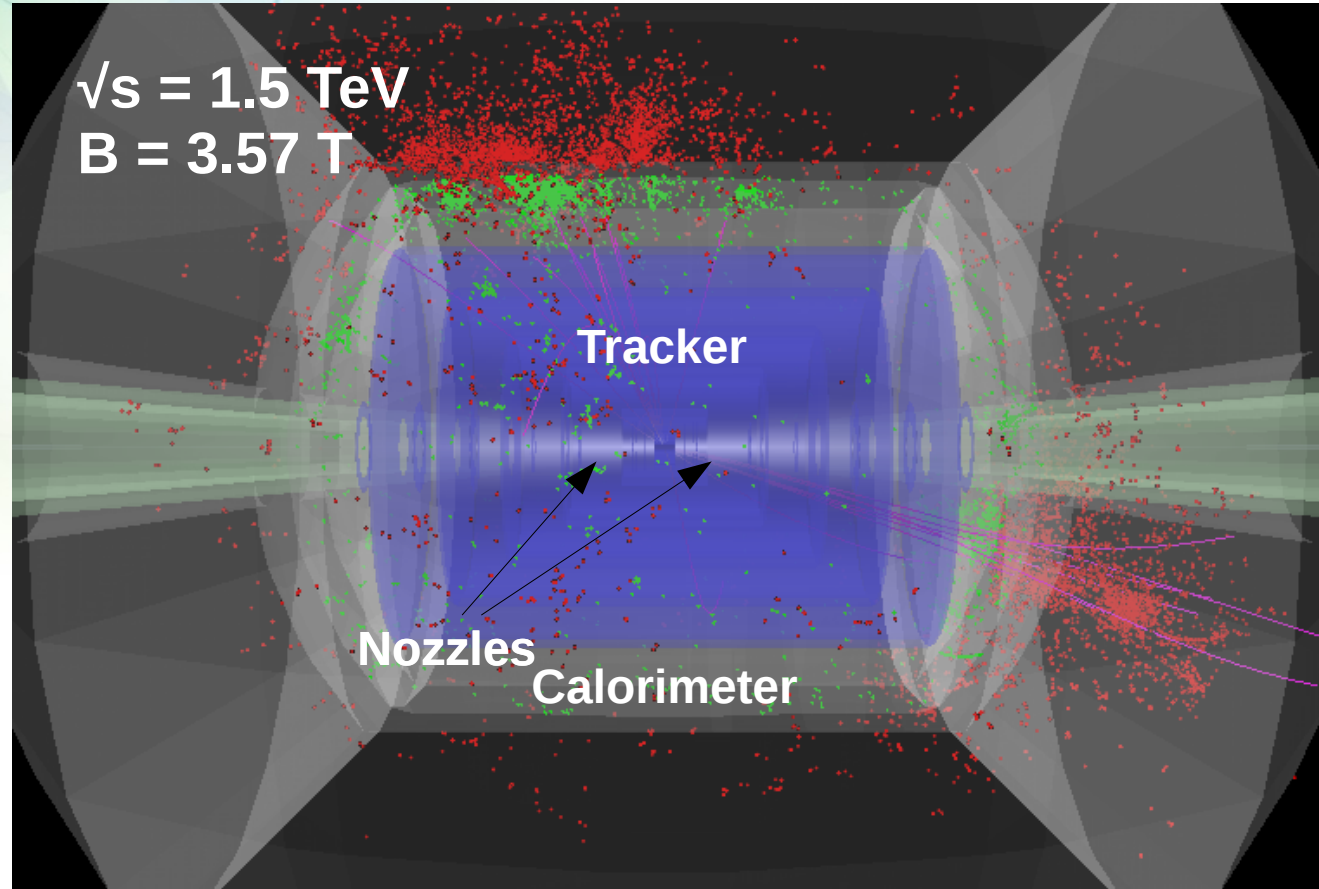 √s = 1.5 TeV
B = 3.57 T
Tracker
Nozzles
Calorimeter